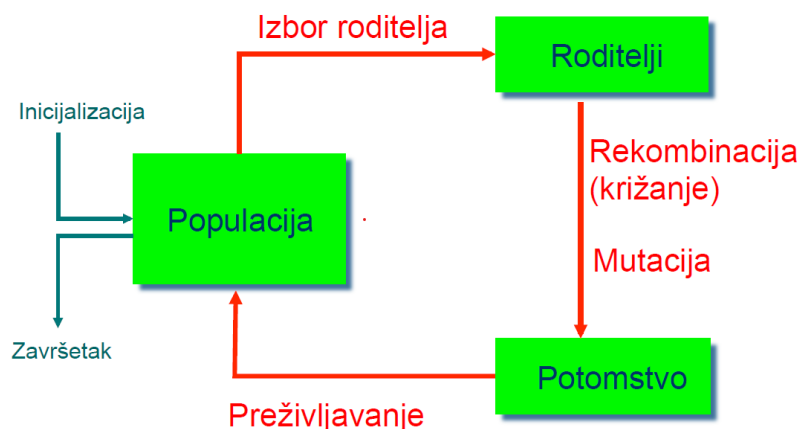 Izbor roditelja
Roditelji
Inicijalizacija
Rekombinacija
(križanje)
Populacija
Mutacija
Završetak
Potomstvo
Preživljavanje